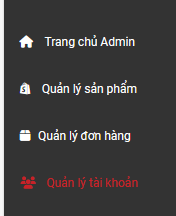 Trang chủ Admin
Quản lý sản phẩm
Quản lý đơn hàng
Quản lý tài khoản